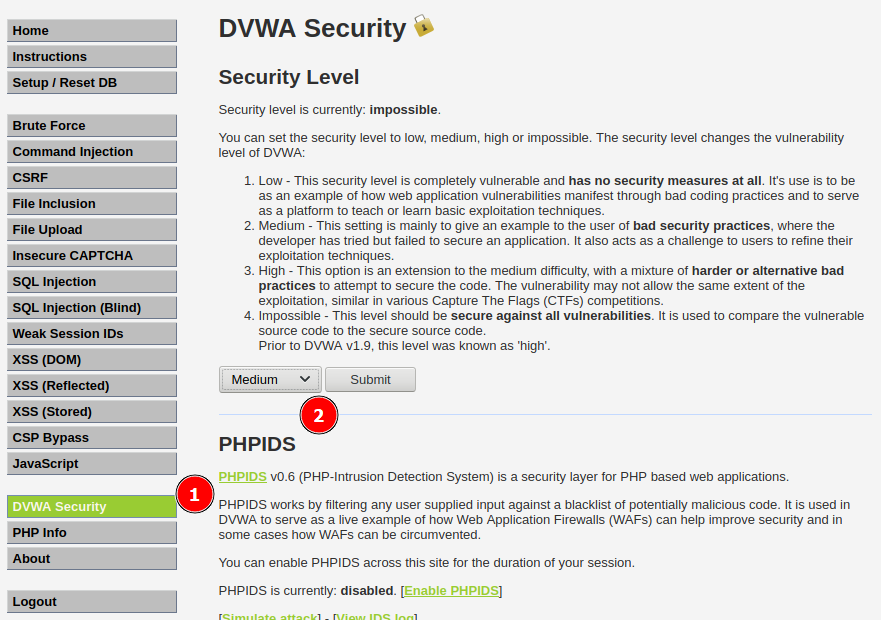 Home
Instructions
Setup / Reset DB
Brute Force
Command Injection
CSRF
File Inclusion
File Upload
Insecure CAPTCHA
SQL Injection
SQL Injection (Blind)
Weak Session IDs
XSS (DOM)
XSS (Reflected)
XSS (Stored)
CSP Bypass
JavaScript
DVWA Security
1
PHP Info
About
Logout
DVWA Security
Security Level
Security level is currently: impossible.
You can set the security level to low, medium, high or impossible. The security level changes the vulnerability
level of DVWA:
1. Low - This security level is completely vulnerable and has no security measures at all. It's use is to be
as an example of how web application vulnerabilities manifest through bad coding practices and to serve
as a platform to teach or learn basic exploitation techniques.
2. Medium - This setting is mainly to give an example to the user of bad security practices, where the
developer has tried but failed to secure an application. It also acts as a challenge to users to refine their
exploitation techniques.
3. High - This option is an extension to the medium difficulty, with a mixture of harder or alternative bad
practices to attempt to secure the code. The vulnerability may not allow the same extent of the
exploitation, similar in various Capture The Flags (CTFs) competitions.
4. Impossible - This level should be secure against all vulnerabilities. It is used to compare the vulnerable
source code to the secure source code.
Prior to DVWA v1.9, this level was known as 'high'.
Medium Submit
2
PHPIDS
PHPIDS v0.6 (PHP-Intrusion Detection System) is a security layer for PHP based web applications.
PHPIDS works by filtering any user supplied input against a blacklist of potentially malicious code. It is used in
DVWA to serve as a live example of how Web Application Firewalls (WAFs) can help improve security and in
some cases how WAFs can be circumvented.
You can enable PHPIDS across this site for the duration of your session.
PHPIDS is currently: disabled. [Enable PHPIDS]
[Simulate attack] - [View IDS log]